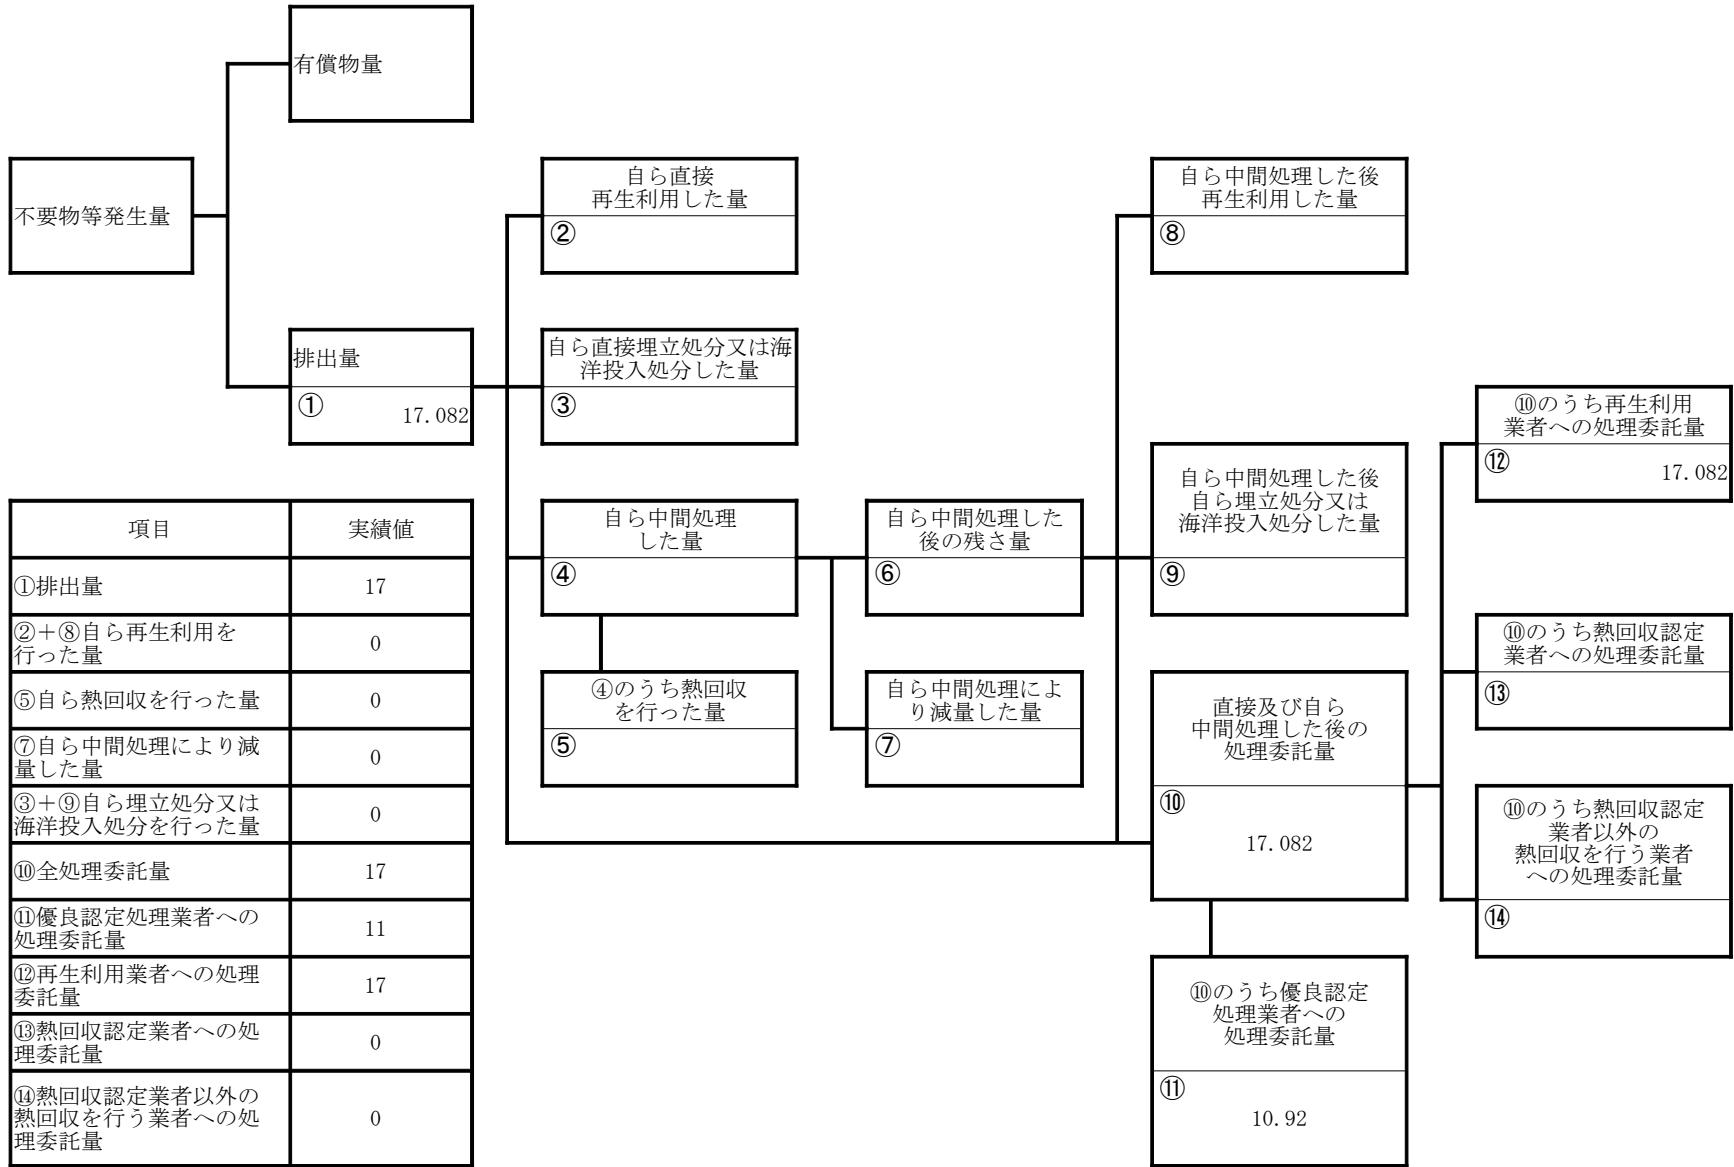 有償物量
不要物等発生量
自ら直接
再生利用した量
②
自ら中間処理した後
再生利用した量
⑧
排出量
①
17.082
自ら直接埋立処分又は海
洋投入処分した量
③
⑩のうち再生利用
業者への処理委託量
⑫
17.082
自ら中間処理した後
自ら埋立処分又は
海洋投入処分した量
⑨
自ら中間処理
した量
④
自ら中間処理した
後の残さ量
⑥
⑩のうち熱回収認定
業者への処理委託量
⑬
④のうち熱回収
を行った量
⑤
自ら中間処理によ
り減量した量
⑦
直接及び自ら
中間処理した後の
処理委託量
⑩
17.082
⑩のうち熱回収認定
業者以外の
熱回収を行う業者
への処理委託量
⑭
⑩のうち優良認定
処理業者への
処理委託量
⑪
10.92
項目 実績値
①排出量 17
②+⑧自ら再生利用を
行った量 0
⑤自ら熱回収を行った量 0
⑦自ら中間処理により減
量した量 0
③+⑨自ら埋立処分又は
海洋投入処分を行った量 0
⑩全処理委託量 17
⑪優良認定処理業者への
処理委託量 11
⑫再生利用業者への処理
委託量 17
⑬熱回収認定業者への処
理委託量 0
⑭熱回収認定業者以外の
熱回収を行う業者への処
理委託量 0